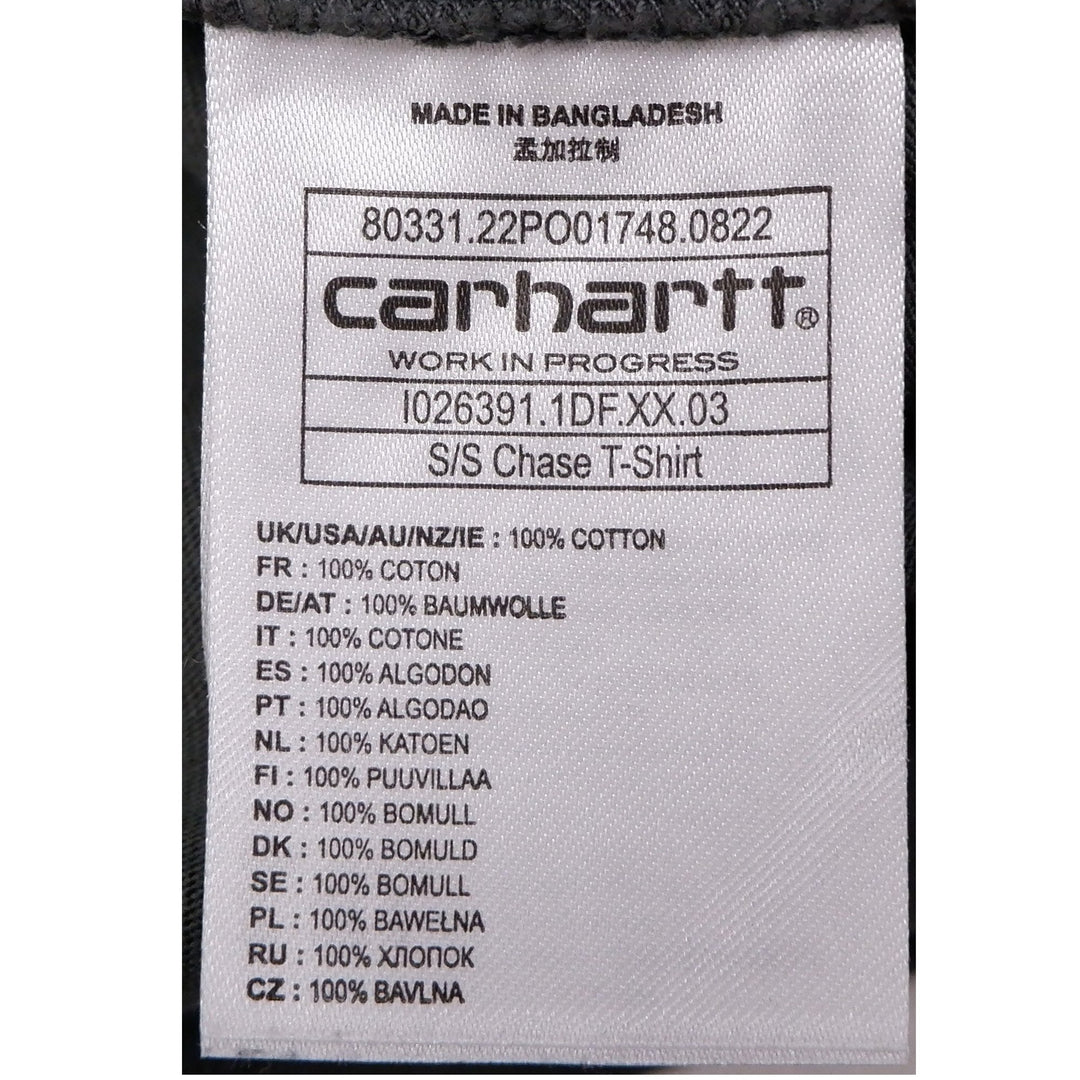 MADE IN BANGLADESH
孟加拉制
80331.22PO01748.0822
carhartt®
WORK IN PROGRESS
I026391.1DF.XX.03
S/S Chase T-Shirt
UK/USA/AU/NZ/IE : 100% COTTON
FR : 100% COTON
DE/AT : 100% BAUMWOLLE
IT : 100% COTONE
ES : 100% ALGODON
PT : 100% ALGODAO
NL : 100% KATOEN
FI : 100% PUUVILLAA
NO : 100% BOMULL
DK : 100% BOMULD
SE : 100% BOMULL
PL : 100% BAWEŁNA
RU : 100% ХЛОПОК
CZ : 100% BAVLNA